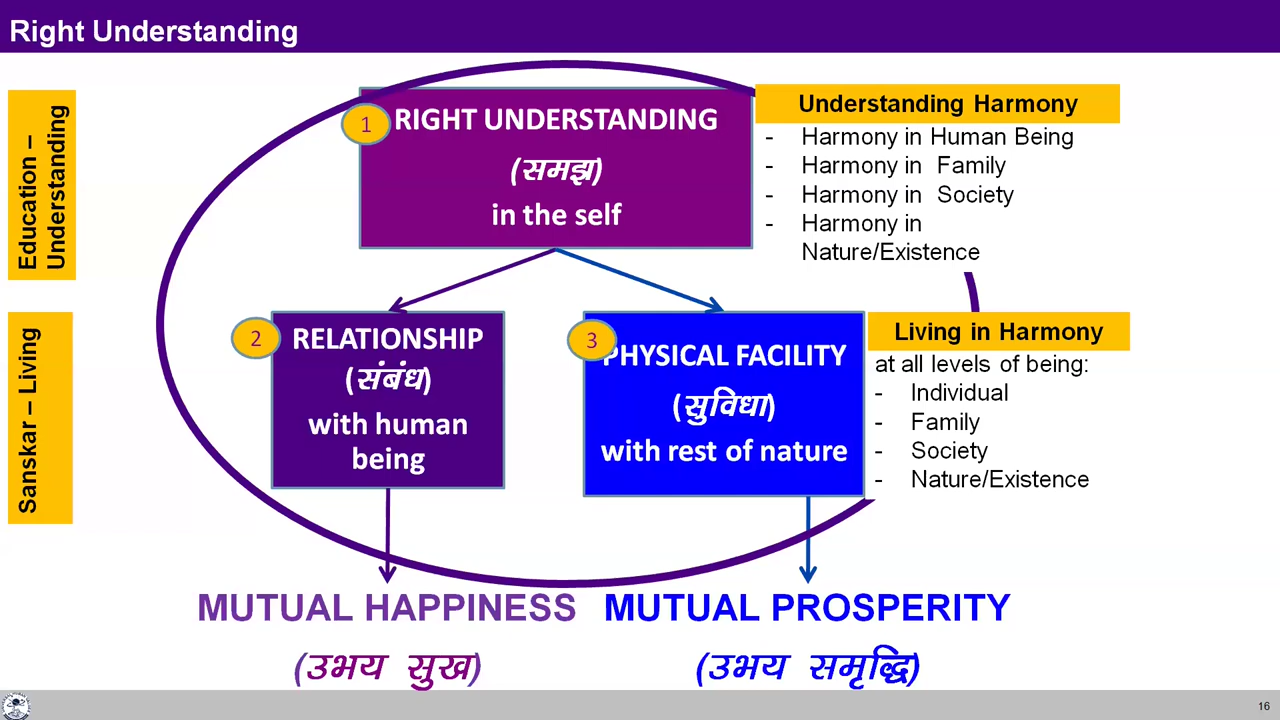 Right Understanding
Education –
Understanding
1
RIGHT UNDERSTANDING
(समझ)
in the self
Understanding Harmony
- Harmony in Human Being
- Harmony in Family
- Harmony in Society
- Harmony in
Nature/Existence
Sanskar – Living
2
RELATIONSHIP
(संबंध)
with human
being
3
PHYSICAL FACILITY
(सुविधा)
with rest of nature
Living in Harmony
at all levels of being:
- Individual
- Family
- Society
- Nature/Existence
MUTUAL HAPPINESS
(उभय सुख)
MUTUAL PROSPERITY
(उभय समृद्धि)
16